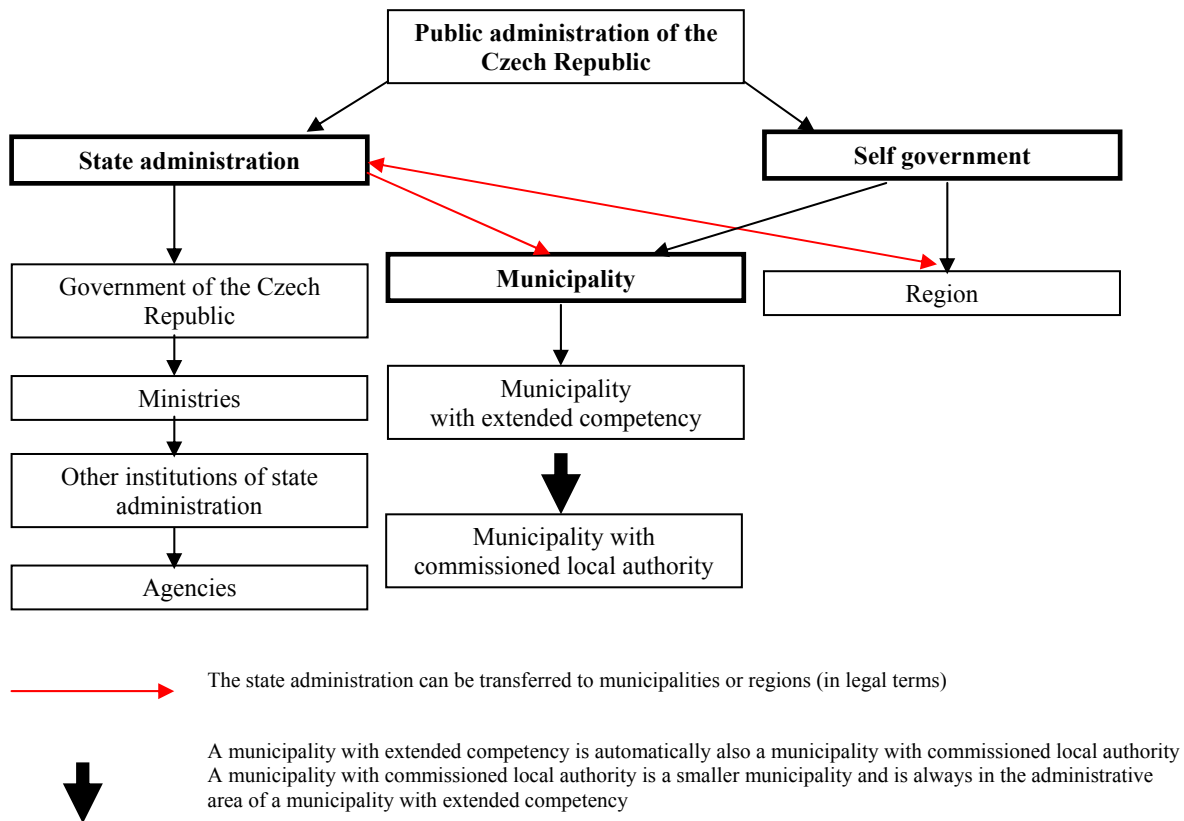 Public administration of the
Czech Republic
State administration
Self government
Government of the Czech
Republic
Municipality
Region
Ministries
Municipality
with extended competency
Other institutions of state
administration
Municipality with
commissioned local authority
Agencies
The state administration can be transferred to municipalities or regions (in legal terms)
A municipality with extended competency is automatically also a municipality with commissioned local authority
A municipality with commissioned local authority is a smaller municipality and is always in the administrative
area of a municipality with extended competency